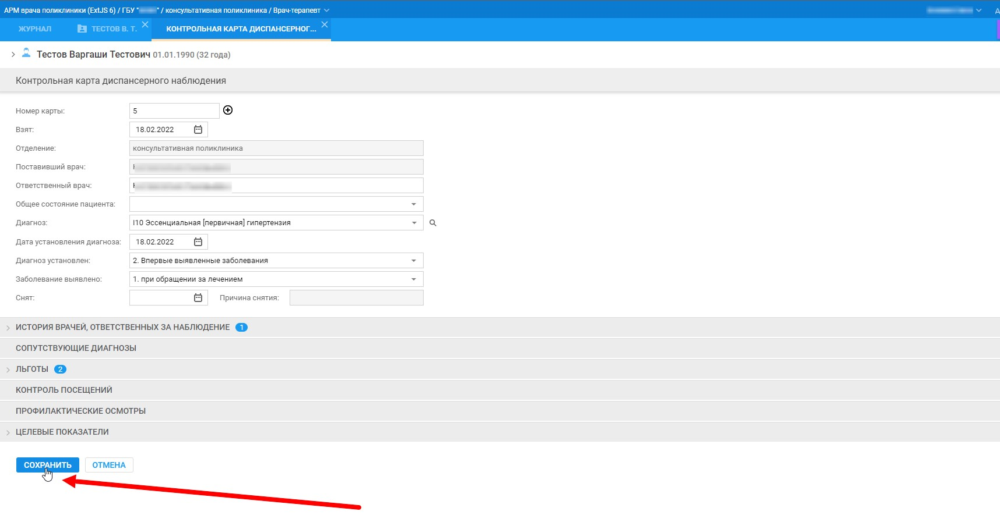 АРМ врача поликлиники (ExtJS 6) / ГБУ " " / консультативная поликлиника / Врач-терапевт
ЖУРНАЛ ТЕСТОВ В. Т. КОНТРОЛЬНАЯ КАРТА ДИСПАНСЕРНОГ...
Тестов Варгаши Тестович 01.01.1990 (32 года)
Контрольная карта диспансерного наблюдения
Номер карты: 5
Взят: 18.02.2022
Отделение: консультативная поликлиника
Поставивший врач:
Ответственный врач:
Общее состояние пациента:
Диагноз: I10 Эссенциальная [первичная] гипертензия
Дата установления диагноза: 18.02.2022
Диагноз установлен: 2. Впервые выявленные заболевания
Заболевание выявлено: 1. при обращении за лечением
Снят: Причина снятия:
ИСТОРИЯ ВРАЧЕЙ, ОТВЕТСТВЕННЫХ ЗА НАБЛЮДЕНИЕ 1
СОПУТСТВУЮЩИЕ ДИАГНОЗЫ
ЛЬГОТЫ 2
КОНТРОЛЬ ПОСЕЩЕНИЙ
ПРОФИЛАКТИЧЕСКИЕ ОСМОТРЫ
ЦЕЛЕВЫЕ ПОКАЗАТЕЛИ
СОХРАНИТЬ ОТМЕНА